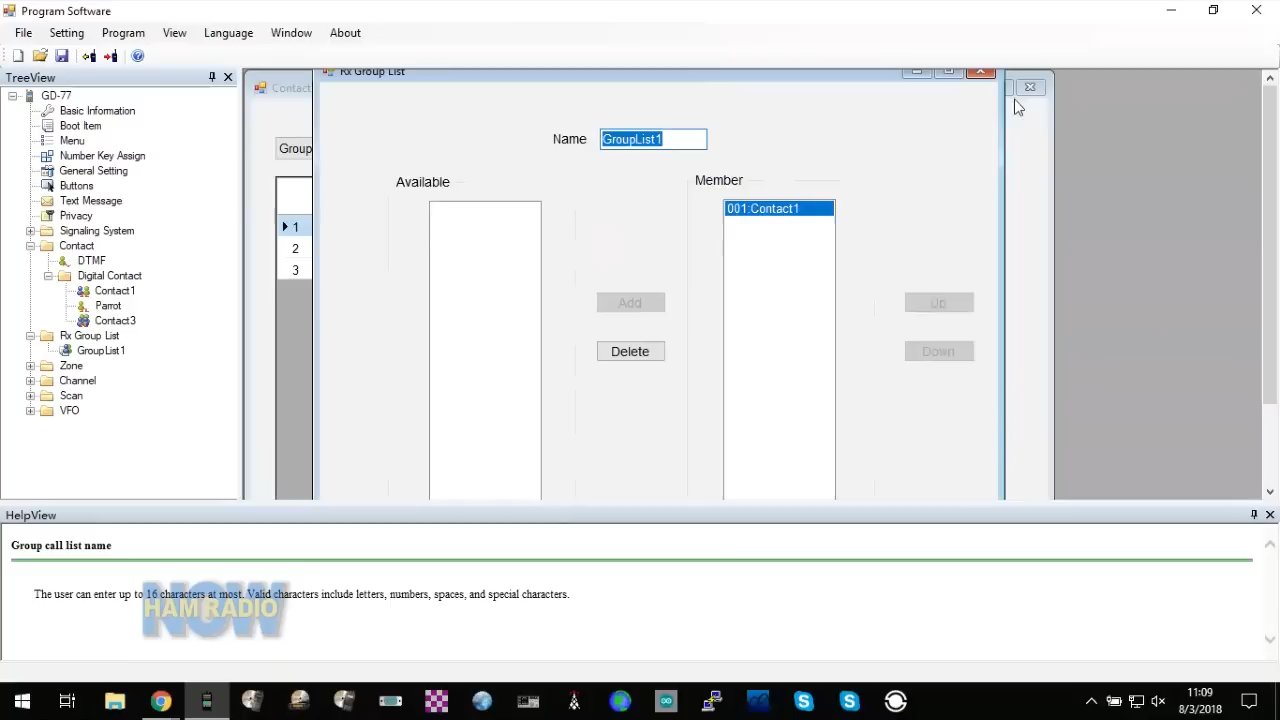 Program Software
File Setting Program View Language Window About
TreeView
GD-77
Basic Information
Boot Item
Menu
Number Key Assign
General Setting
Buttons
Text Message
Privacy
Signaling System
Contact
DTMF
Digital Contact
Contact1
Parrot
Contact3
Rx Group List
GroupList1
Zone
Channel
Scan
VFO
Contact
Group
1
2
3
Rx Group List
Name GroupList1
Available
Member
001:Contact1
Add
Delete
Up
Down
HelpView
Group call list name
The user can enter up to 16 characters at most. Valid characters include letters, numbers, spaces, and special characters.
NOW
HAM RADIO
11:09
8/3/2018